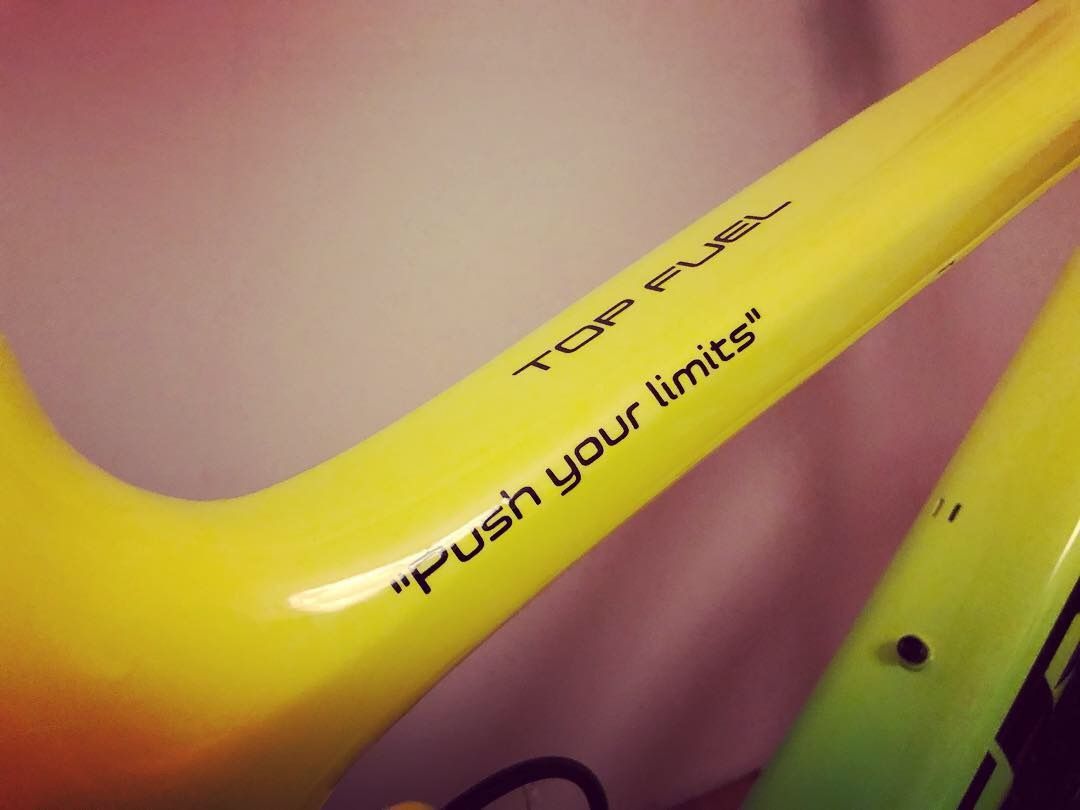 TOP FUEL
"Push your limits"